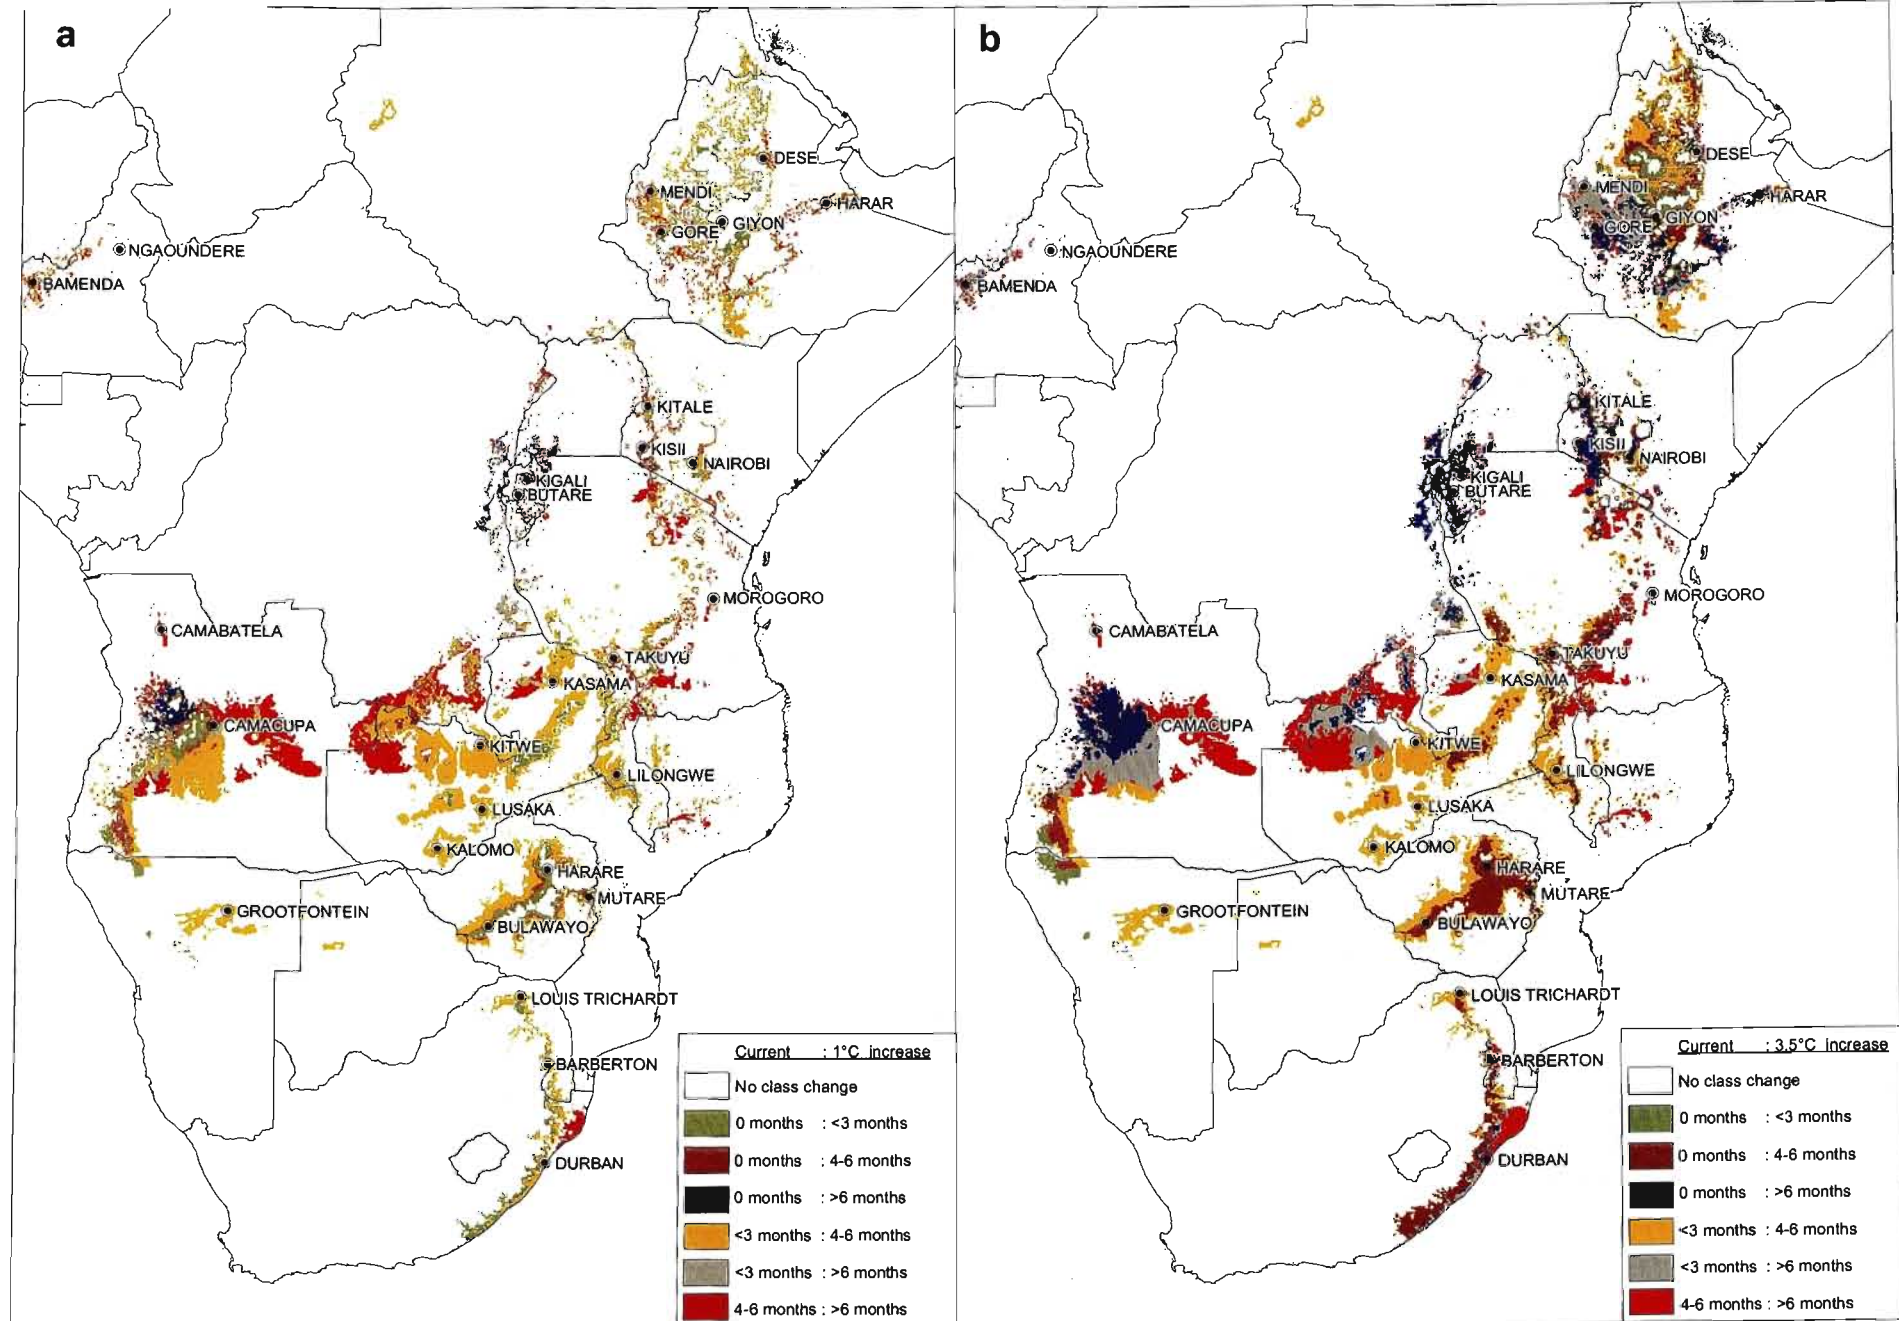 a
DESE
MENDI
HARAR
GIYON
GORE
NGAOUNDERE
BAMENDA
KITALE
KISII
NAIROBI
KIGALI
BUTARE
MOROGORO
CAMABATELA
TAKUYU
KASAMA
CAMACUPA
KITWE
LILONGWE
LUSAKA
KALOMO
HARARE
MUTARE
GROOTFONTEIN
BULAWAYO
LOUIS TRICHARDT
BARBERTON
DURBAN
Current : 1°C increase
No class change
0 months : <3 months
0 months : 4-6 months
0 months : >6 months
<3 months : 4-6 months
<3 months : >6 months
4-6 months : >6 months
b
DESE
MENDI
HARAR
GIYON
GORE
NGAOUNDERE
BAMENDA
KITALE
KISII
NAIROBI
KIGALI
BUTARE
MOROGORO
CAMABATELA
TAKUYU
KASAMA
CAMACUPA
KITWE
LILONGWE
LUSAKA
KALOMO
HARARE
MUTARE
GROOTFONTEIN
BULAWAYO
LOUIS TRICHARDT
BARBERTON
DURBAN
Current : 3.5°C increase
No class change
0 months : <3 months
0 months : 4-6 months
0 months : >6 months
<3 months : 4-6 months
<3 months : >6 months
4-6 months : >6 months